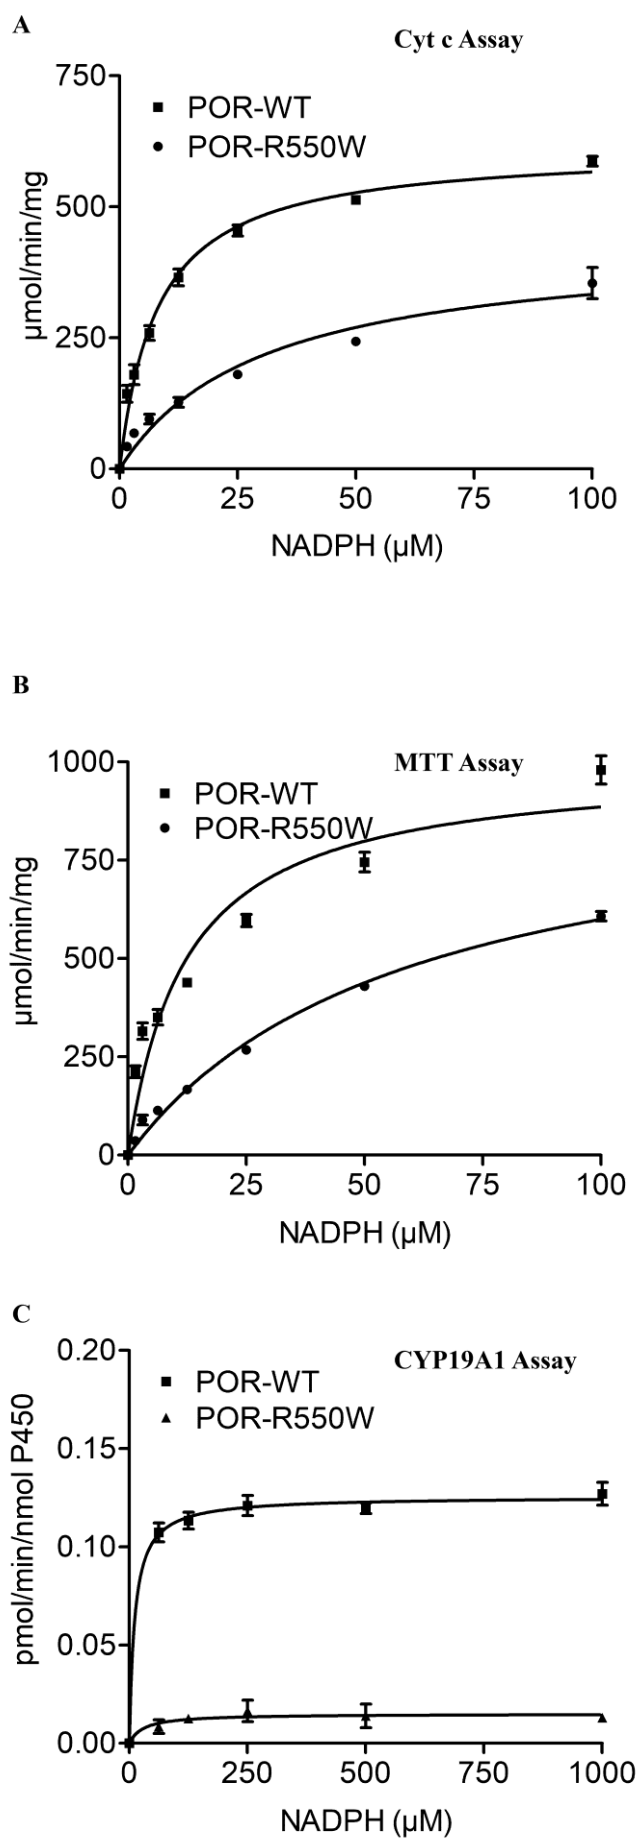 A
Cyt c Assay
750
POR-WT
POR-R550W
500
250
0
µmol/min/mg
0 25 50 75 100
NADPH (µM)
B
MTT Assay
1000
POR-WT
POR-R550W
750
500
250
0
µmol/min/mg
0 25 50 75 100
NADPH (µM)
C
CYP19A1 Assay
0.20
POR-WT
POR-R550W
0.15
0.10
0.05
0.00
pmol/min/nmol P450
0 250 500 750 1000
NADPH (µM)